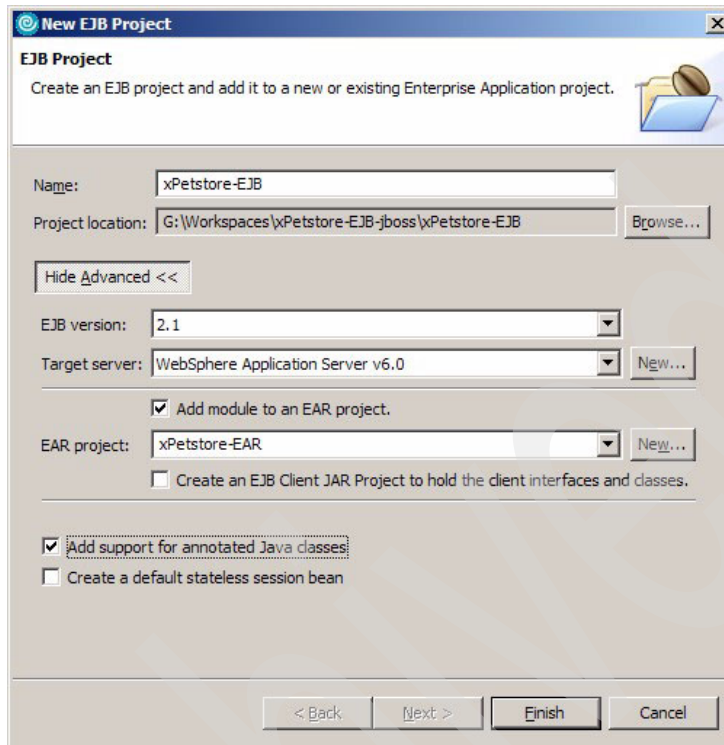 New EJB Project
EJB Project
Create an EJB project and add it to a new or existing Enterprise Application project.
Name: xPetstore-EJB
Project location: G:\Workspaces\xPetstore-EJB-jboss\xPetstore-EJB Browse...
Hide Advanced <<
EJB version: 2.1
Target server: WebSphere Application Server v6.0 New...
Add module to an EAR project.
EAR project: xPetstore-EAR New...
Create an EJB Client JAR Project to hold the client interfaces and classes.
Add support for annotated Java classes
Create a default stateless session bean
< Back Next > Finish Cancel